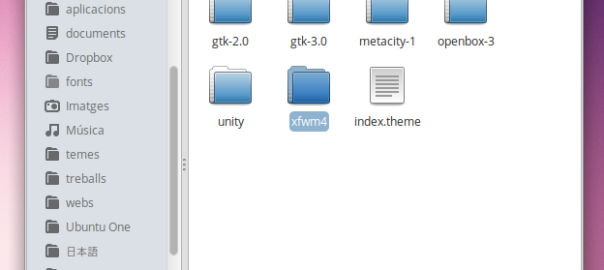 aplicacions
documents
Dropbox
fonts
Imatges
Música
temes
treballs
webs
Ubuntu One
日本語
gtk-2.0
gtk-3.0
metacity-1
openbox-3
unity
xfwm4
index.theme